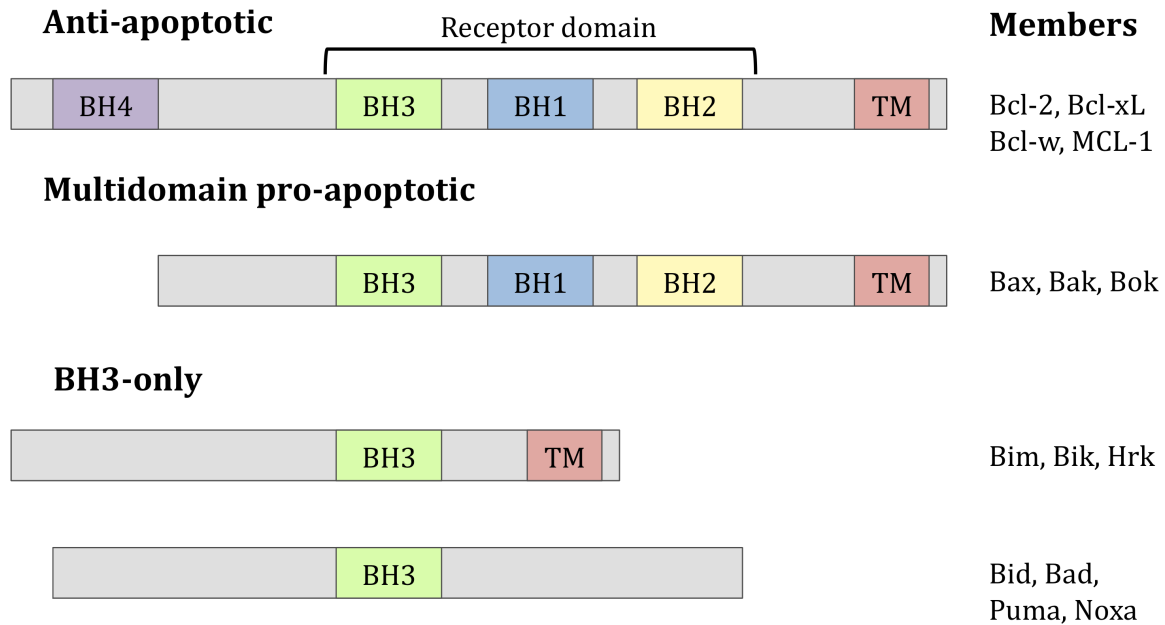 Anti-apoptotic
Receptor domain
Members
BH4 BH3 BH1 BH2 TM
Bcl-2, Bcl-xL
Bcl-w, MCL-1
Multidomain pro-apoptotic
BH3 BH1 BH2 TM
Bax, Bak, Bok
BH3-only
BH3 TM
Bim, Bik, Hrk
BH3
Bid, Bad,
Puma, Noxa